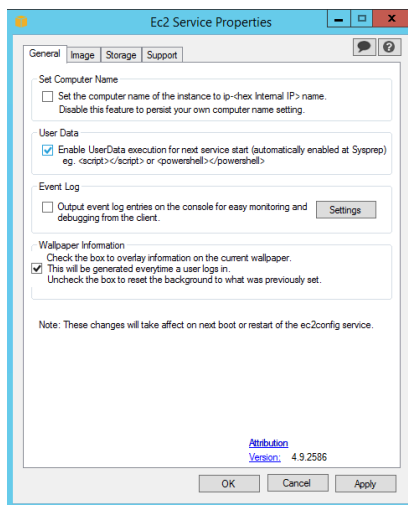 Ec2 Service Properties
General Image Storage Support
Set Computer Name
Set the computer name of the instance to ip-<hex Internal IP> name.
Disable this feature to persist your own computer name setting.
User Data
Enable UserData execution for next service start (automatically enabled at Sysprep)
eg. <script></script> or <powershell></powershell>
Event Log
Output event log entries on the console for easy monitoring and
debugging from the client.
Settings
Wallpaper Information
Check the box to overlay information on the current wallpaper.
This will be generated everytime a user logs in.
Uncheck the box to reset the background to what was previously set.
Note: These changes will take affect on next boot or restart of the ec2config service.
Attribution
Version: 4.9.2586
OK Cancel Apply